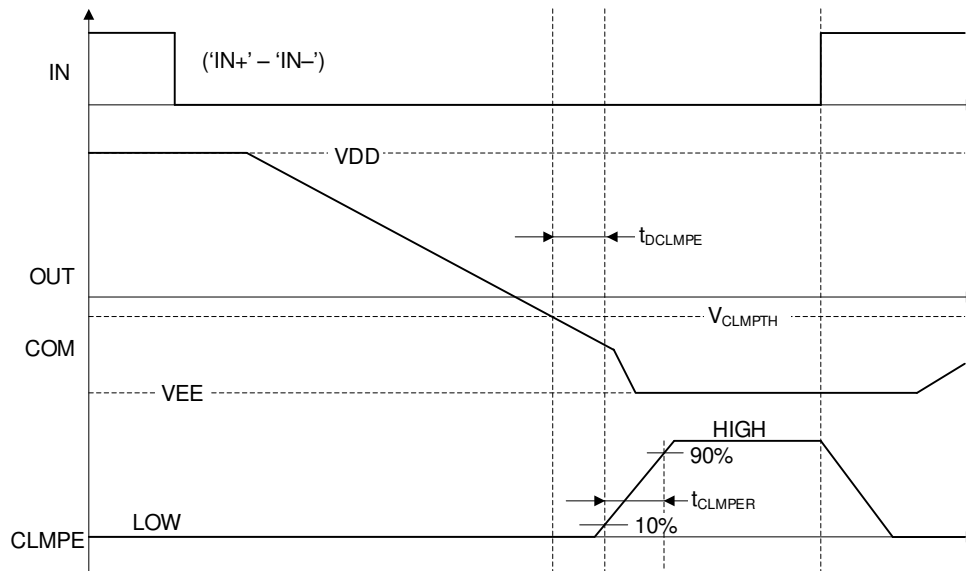 IN
('IN+' – 'IN–')
VDD
tDCLMPE
OUT
VCLMPTH
COM
VEE
HIGH
90%
tCLMPER
LOW
10%
CLMPE